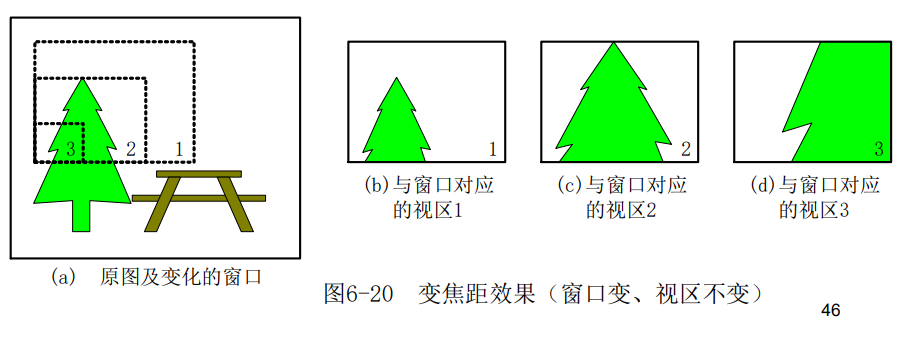 3
2
1
(a) 原图及变化的窗口
1
(b)与窗口对应
的视区1
2
(c)与窗口对应
的视区2
3
(d)与窗口对应
的视区3
图6-20 变焦距效果（窗口变、视区不变）
46